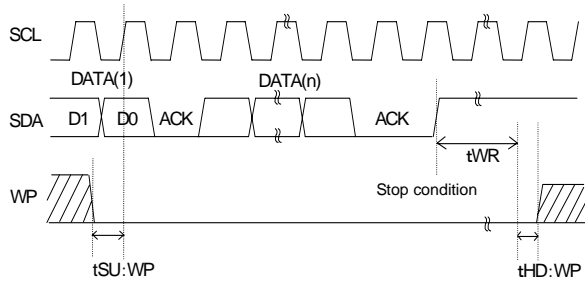 SCL
DATA(1) DATA(n)
SDA D1 D0 ACK ACK
tWR
Stop condition
WP
tSU:WP tHD:WP